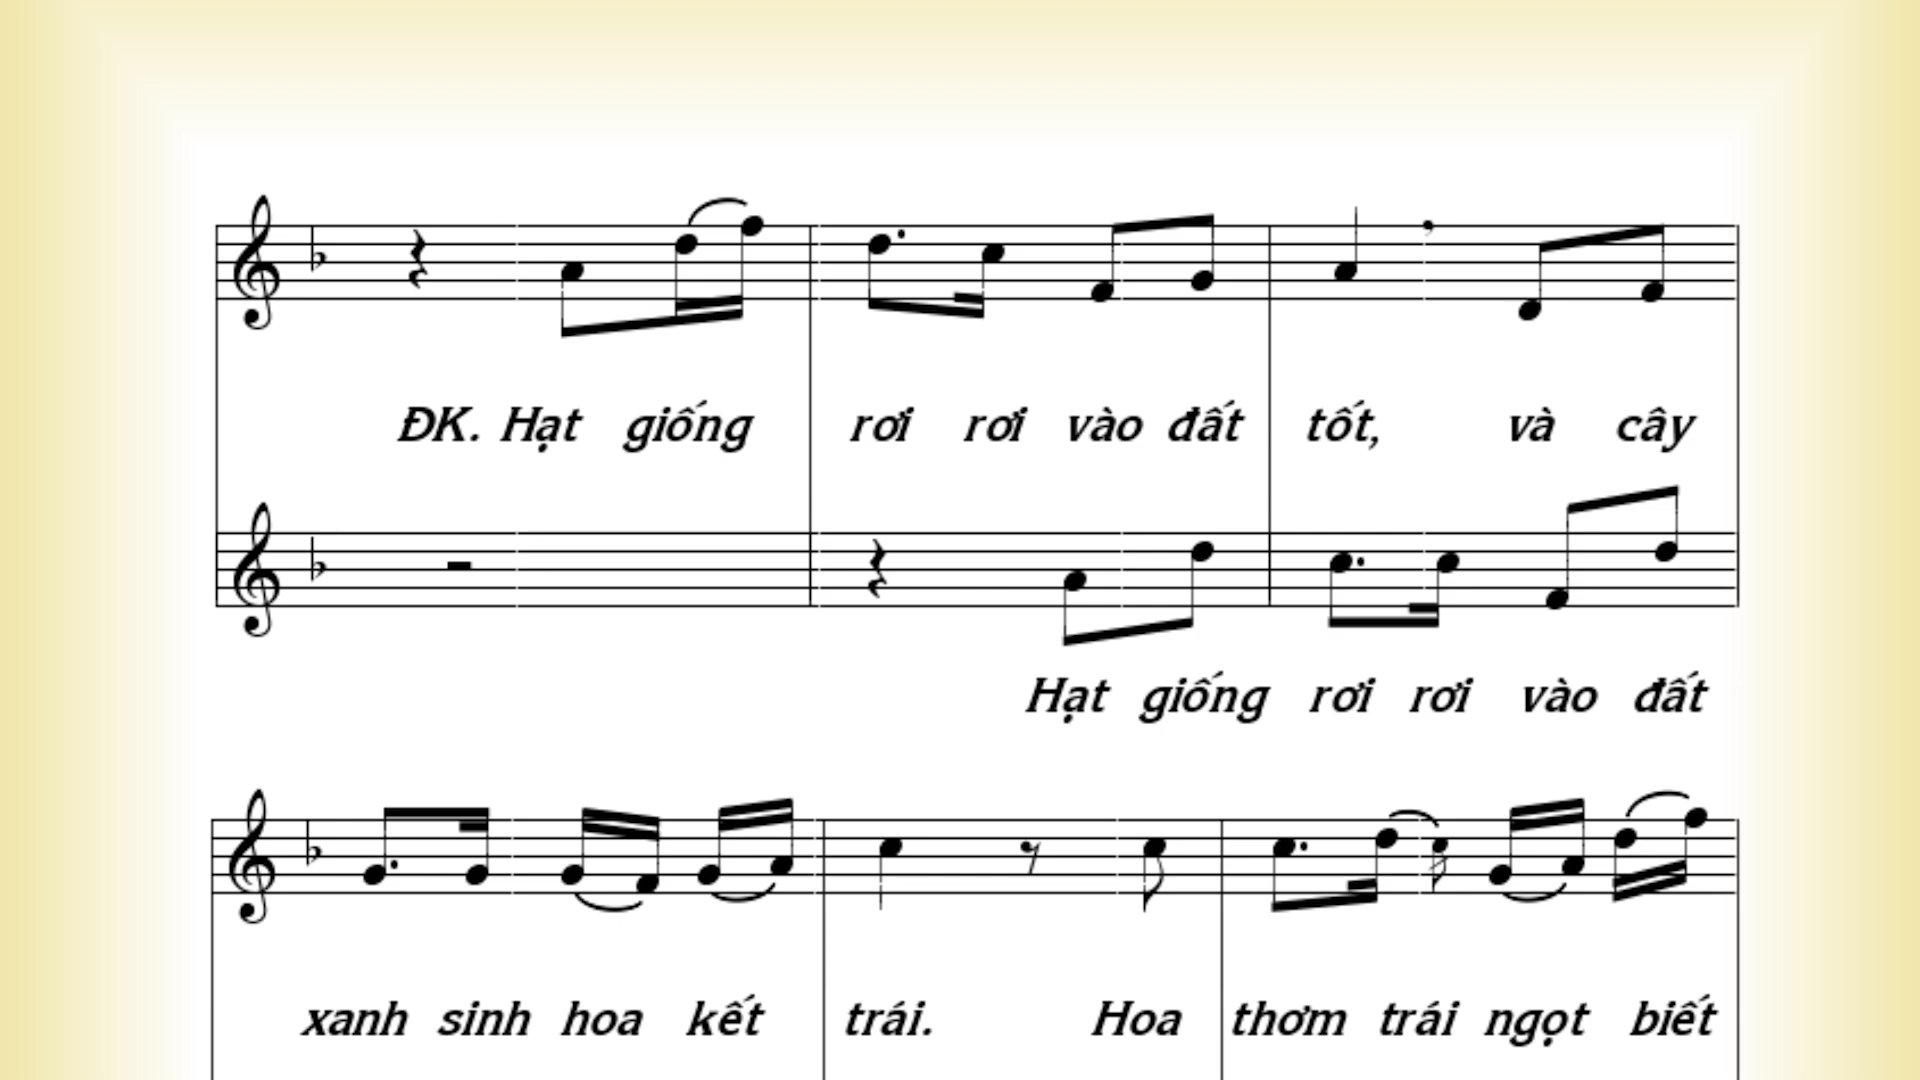 ĐK. Hạt giống rơi rơi vào đất tốt, và cây
Hạt giống rơi rơi vào đất
xanh sinh hoa kết trái. Hoa thơm trái ngọt biết